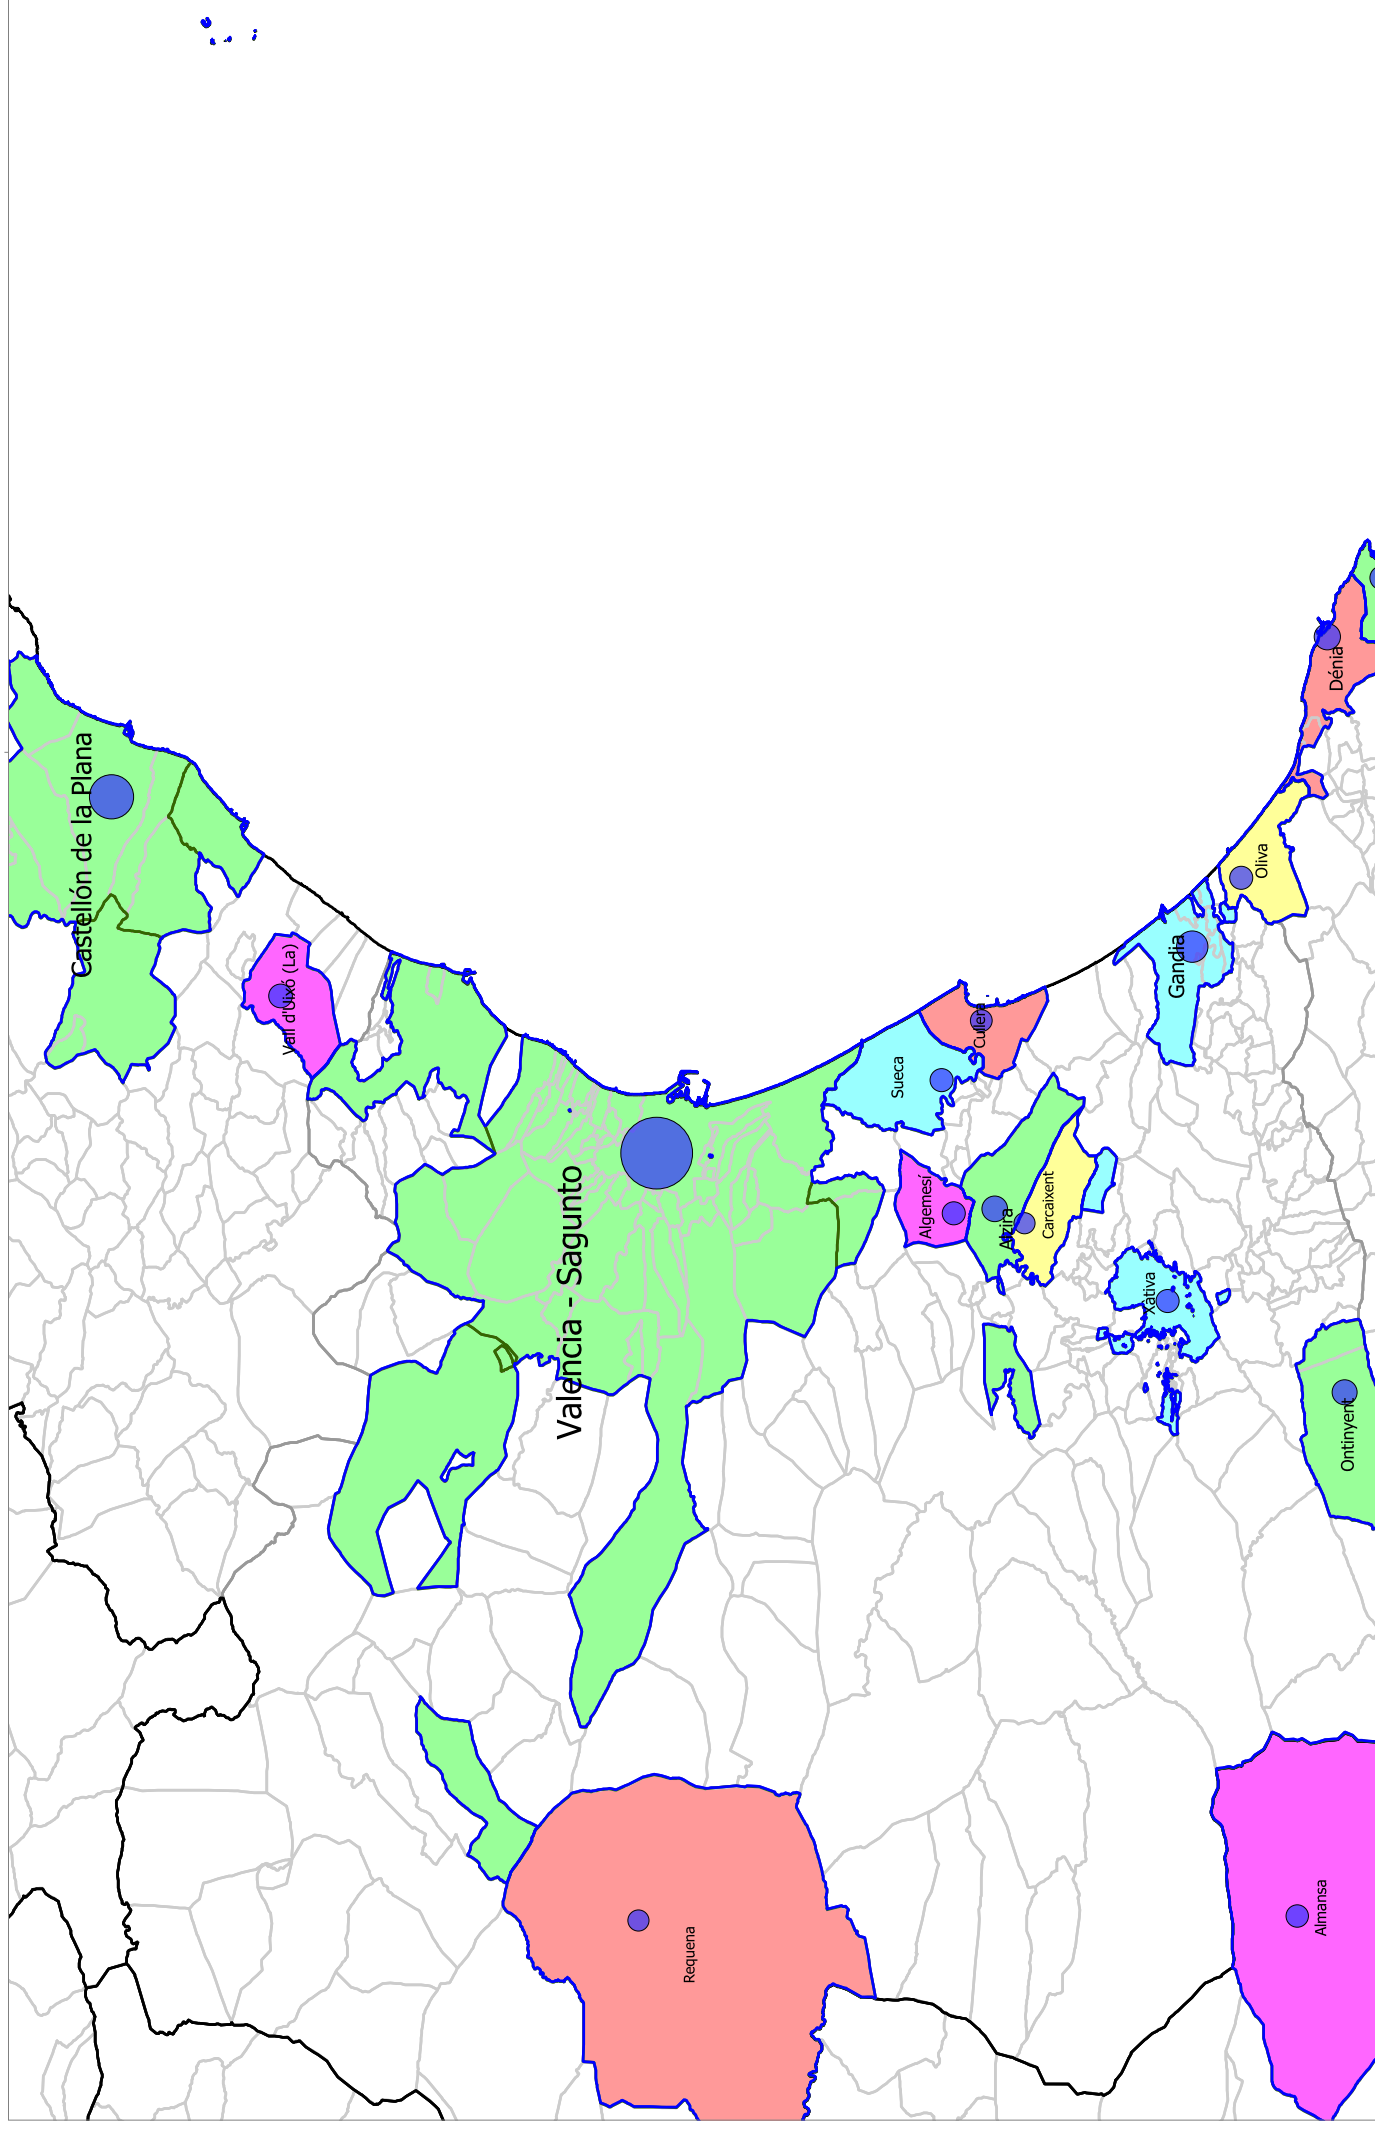 Castellón de la Plana
Vall d'Uixó (La)
Valencia - Sagunto
Sueca
Cullera
Algemesí
Alzira
Carcaixent
Xàtiva
Gandia
Oliva
Dénia
Ontinyent
Requena
Almansa